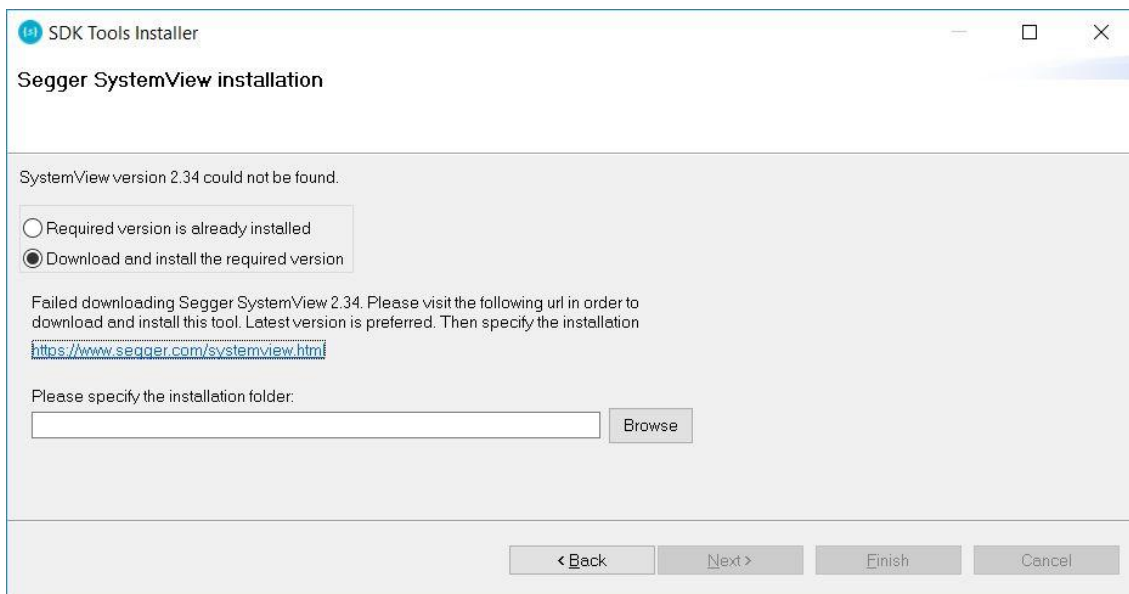 SDK Tools Installer
Segger SystemView installation
SystemView version 2.34 could not be found.
Required version is already installed
Download and install the required version
Failed downloading Segger SystemView 2.34. Please visit the following url in order to
download and install this tool. Latest version is preferred. Then specify the installation
https://www.segger.com/systemview.html
Please specify the installation folder:
Browse
< Back
Next >
Finish
Cancel